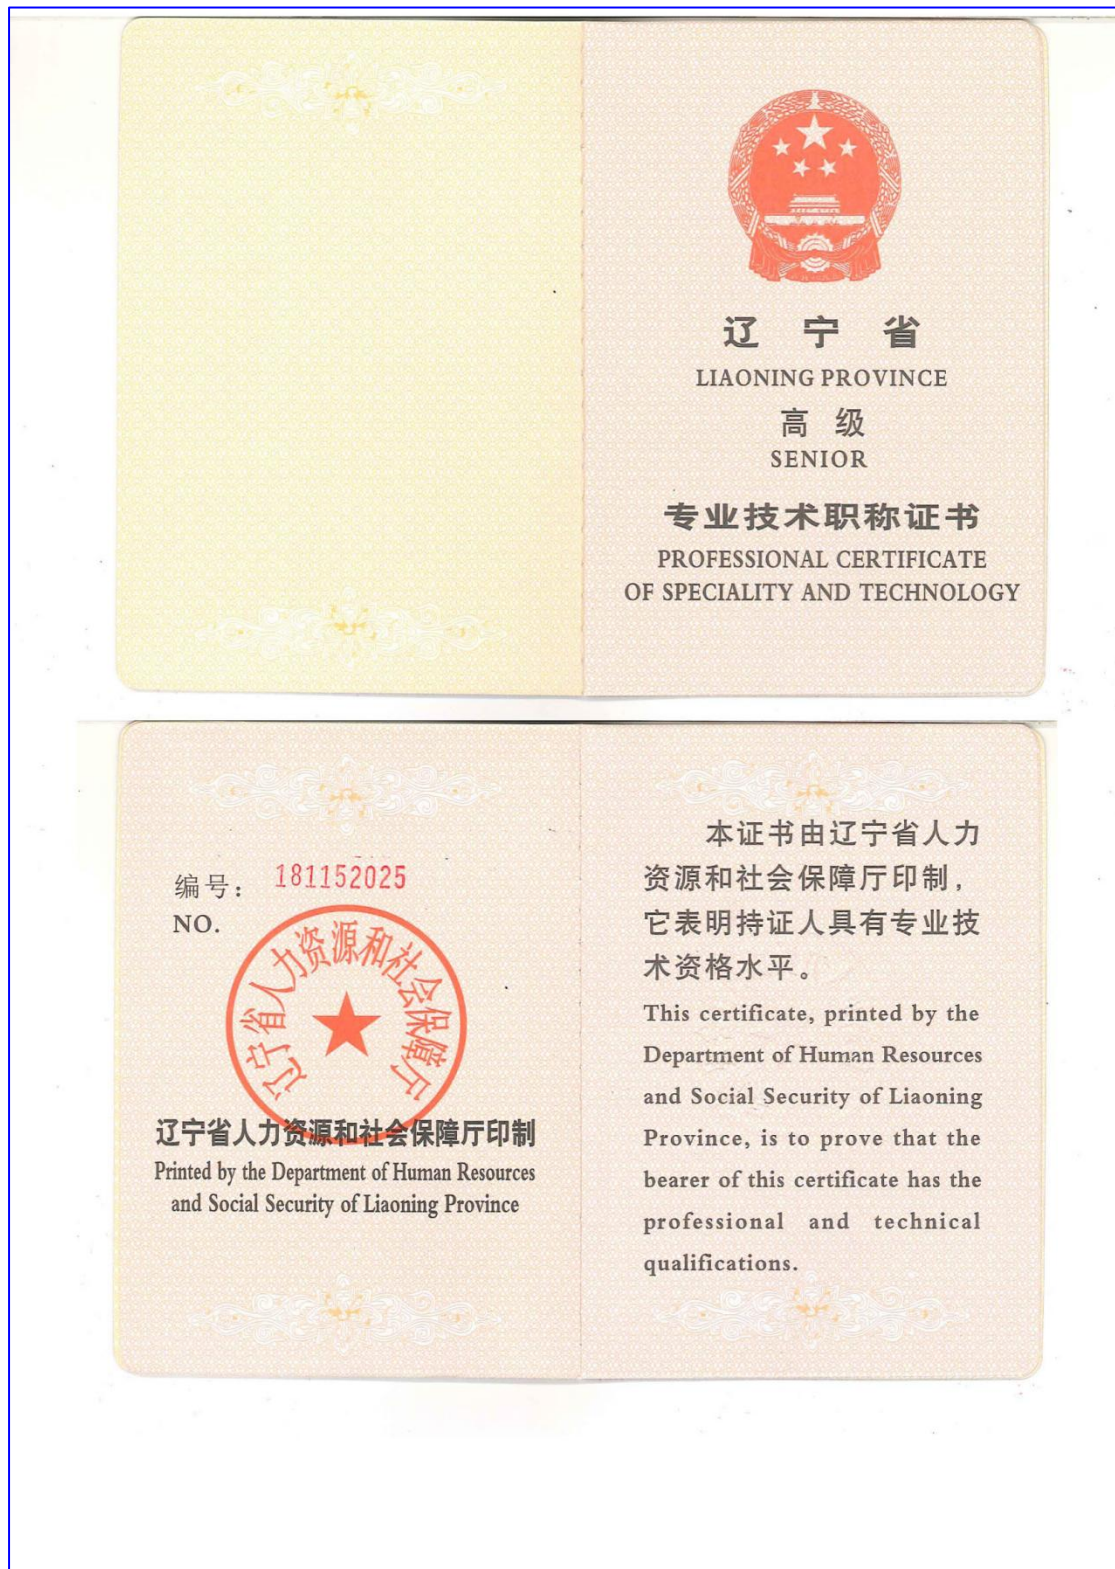 辽宁省
LIAONING PROVINCE
高级
SENIOR
专业技术职称证书
PROFESSIONAL CERTIFICATE
OF SPECIALITY AND TECHNOLOGY
编号： 181152025
NO.
辽宁省人力资源和社会保障厅
辽宁省人力资源和社会保障厅印制
Printed by the Department of Human Resources
and Social Security of Liaoning Province
本证书由辽宁省人力
资源和社会保障厅印制，
它表明持证人具有专业技
术资格水平。
This certificate, printed by the
Department of Human Resources
and Social Security of Liaoning
Province, is to prove that the
bearer of this certificate has the
professional and technical
qualifications.